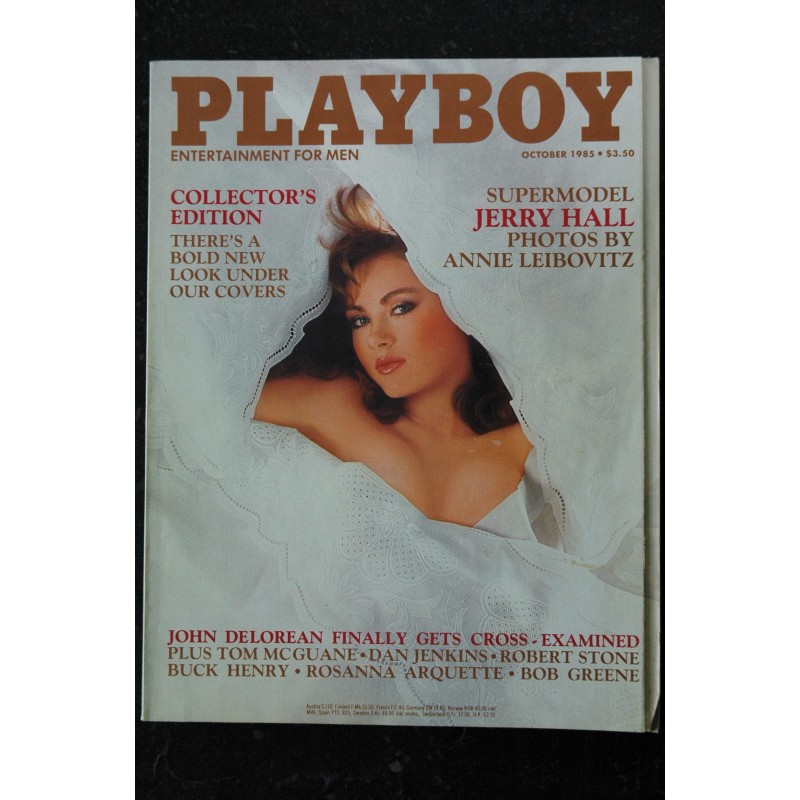 PLAYBOY
ENTERTAINMENT FOR MEN
OCTOBER 1985 • $3.50
COLLECTOR'S
EDITION
THERE'S A
BOLD NEW
LOOK UNDER
OUR COVERS
SUPERMODEL
JERRY HALL
PHOTOS BY
ANNIE LEIBOVITZ
JOHN DELOREAN FINALLY GETS CROSS-EXAMINED
PLUS TOM MCGUANE • DAN JENKINS • ROBERT STONE
BUCK HENRY • ROSANNA ARQUETTE • BOB GREENE